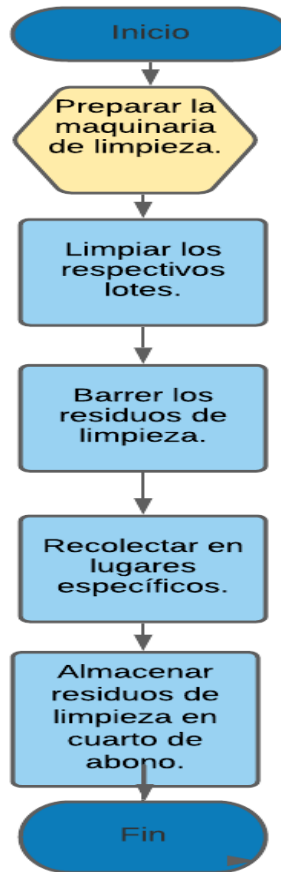 Inicio
Preparar la
maquinaria
de limpieza.
Limpiar los
respectivos
lotes.
Barrer los
residuos de
limpieza.
Recolectar en
lugares
específicos.
Almacenar
residuos de
limpieza en
cuarto de
abono.
Fin